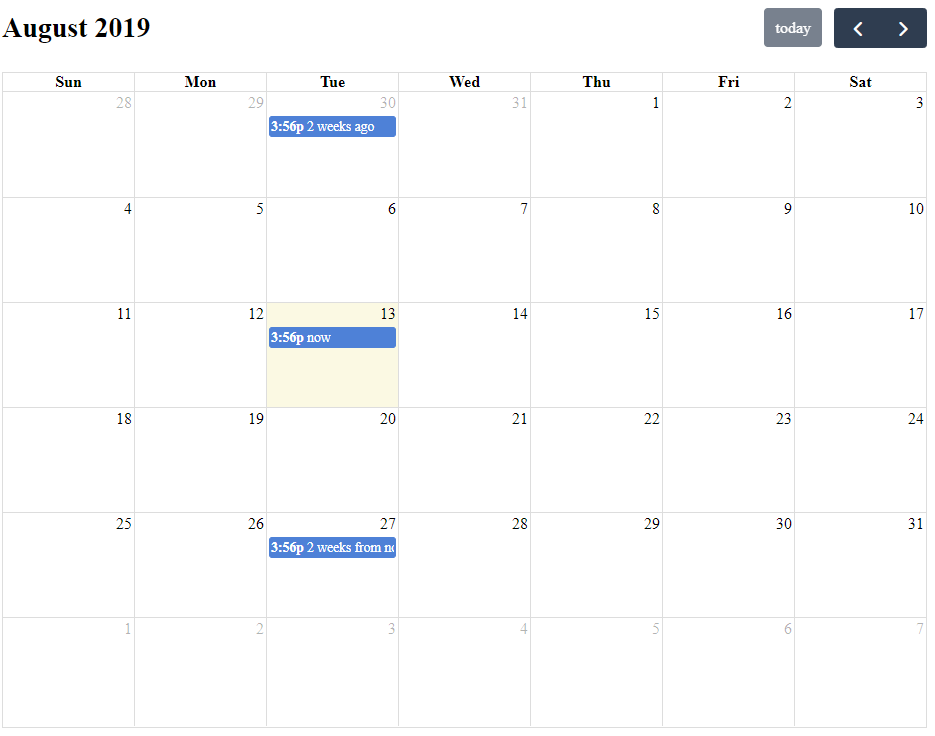 August 2019
today
Sun Mon Tue Wed Thu Fri Sat
28 29 30 31 1 2 3
3:56p 2 weeks ago
4 5 6 7 8 9 10
11 12 13 14 15 16 17
3:56p now
18 19 20 21 22 23 24
25 26 27 28 29 30 31
3:56p 2 weeks from
1 2 3 4 5 6 7